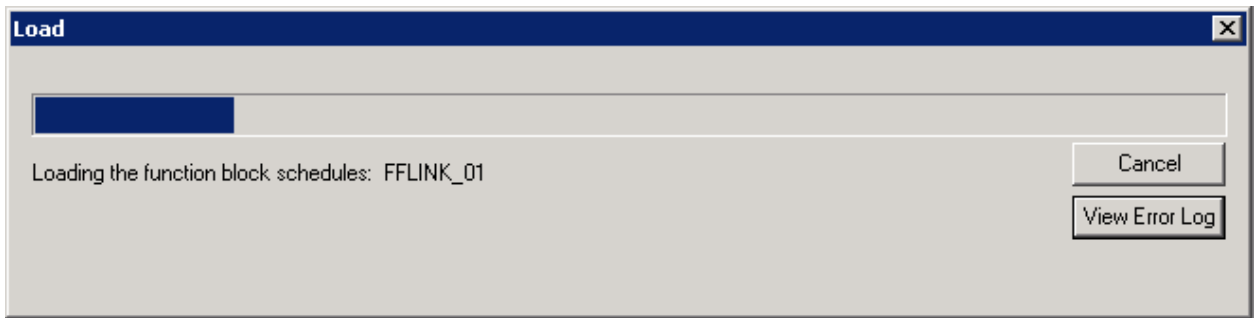 Load
Loading the function block schedules: FFLINK_01
Cancel
View Error Log